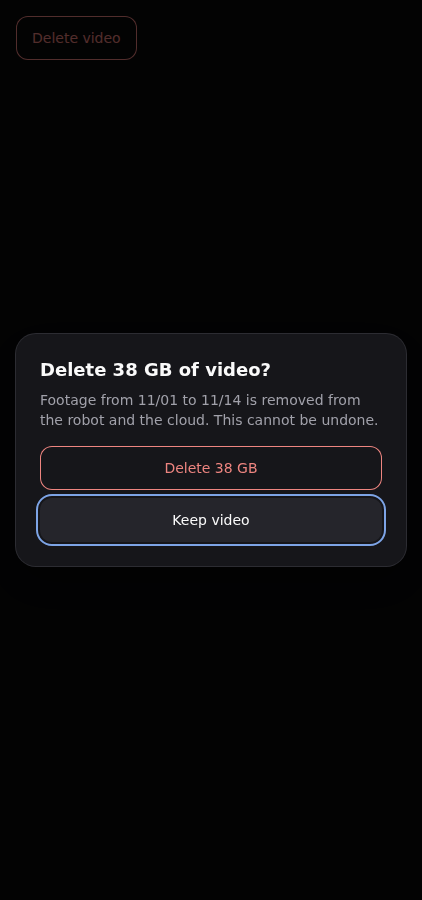 Delete video
Delete 38 GB of video?
Footage from 11/01 to 11/14 is removed from
the robot and the cloud. This cannot be undone.
Delete 38 GB
Keep video